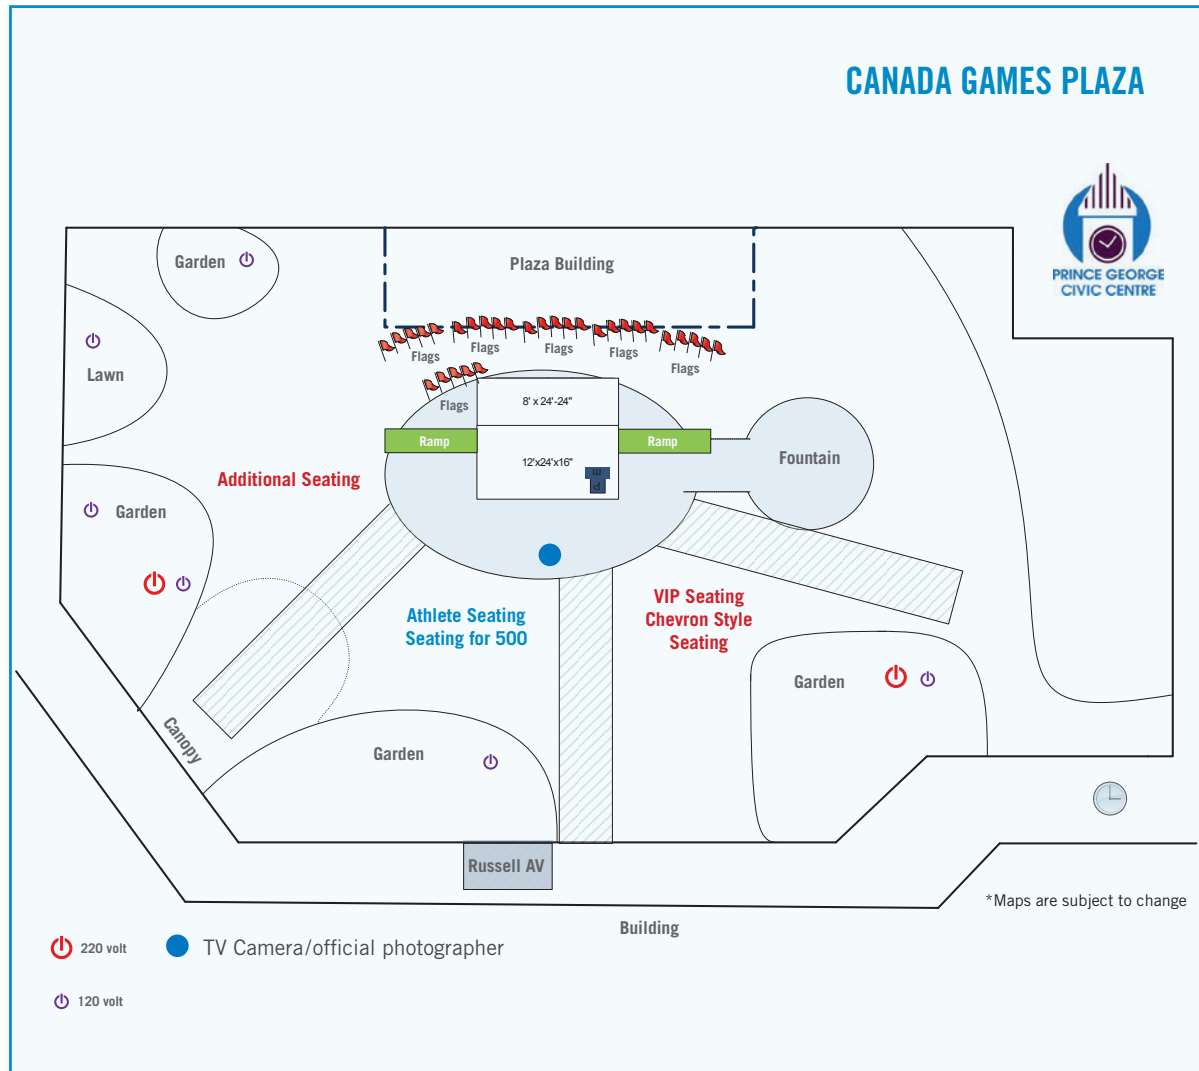 CANADA GAMES PLAZA
PRINCE GEORGE
CIVIC CENTRE
Garden
Plaza Building
Lawn
Flags
Flags
Flags
Flags
Flags
Flags
8' x 24'-24"
Ramp
Ramp
12'x24'x16"
P
m
Fountain
Additional Seating
Garden
Athlete Seating
Seating for 500
VIP Seating
Chevron Style
Seating
Garden
Canopy
Garden
Russell AV
*Maps are subject to change
Building
220 volt
TV Camera/official photographer
120 volt